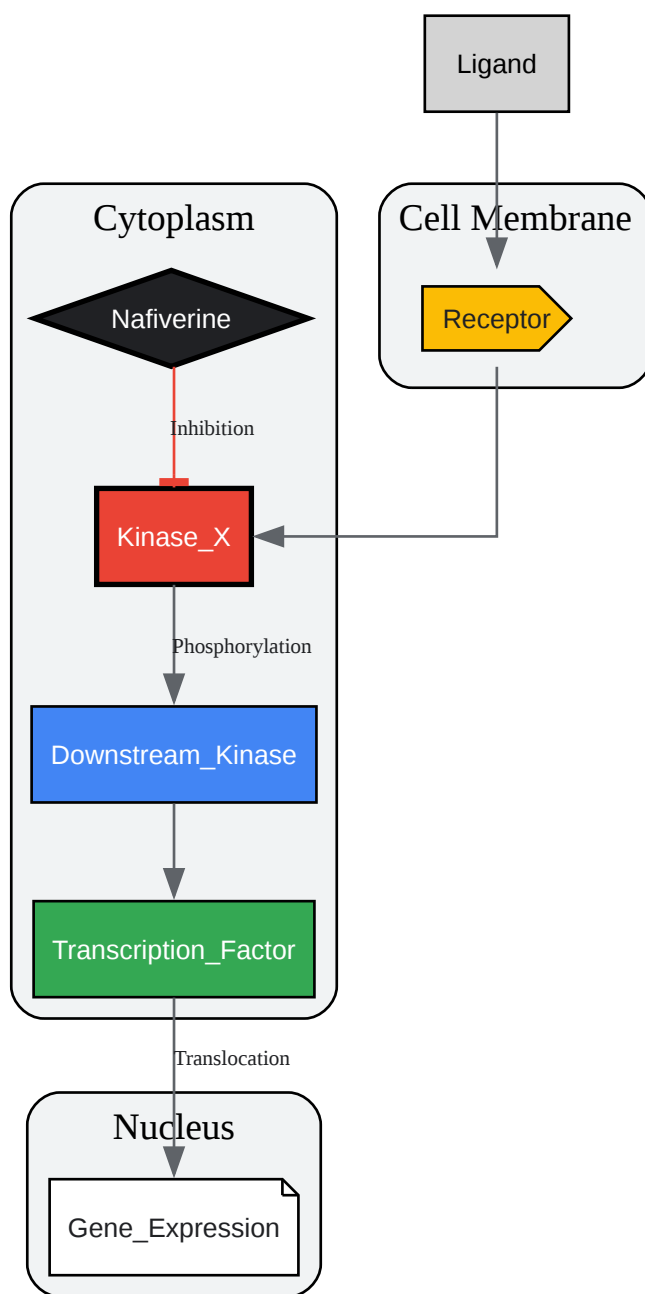 Ligand
Cell Membrane
Receptor
Cytoplasm
Nafiverine
Inhibition
Kinase_X
Phosphorylation
Downstream_Kinase
Transcription_Factor
Translocation
Nucleus
Gene_Expression